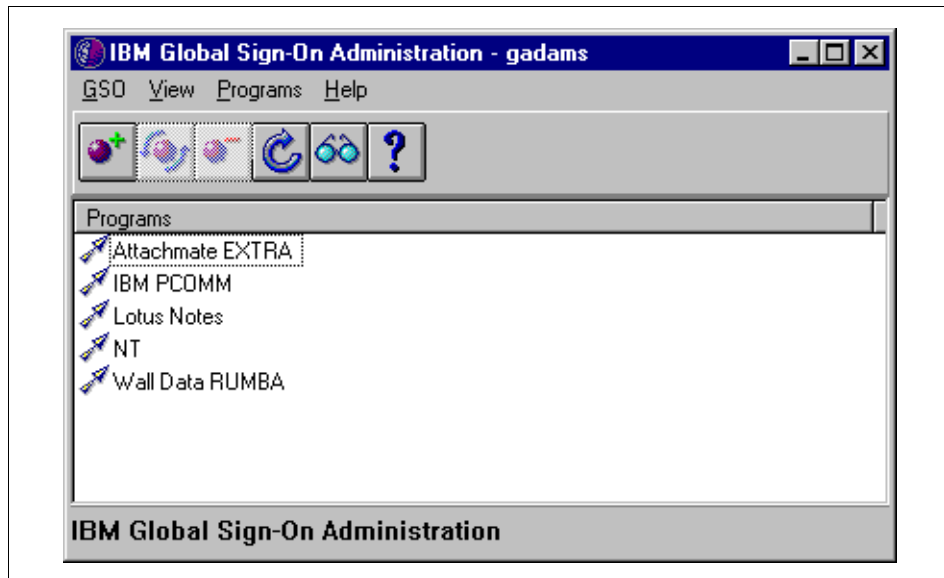 IBM Global Sign-On Administration - gadams
GSO View Programs Help
Programs
Attachmate EXTRA
IBM PCOMM
Lotus Notes
NT
Wall Data RUMBA
IBM Global Sign-On Administration